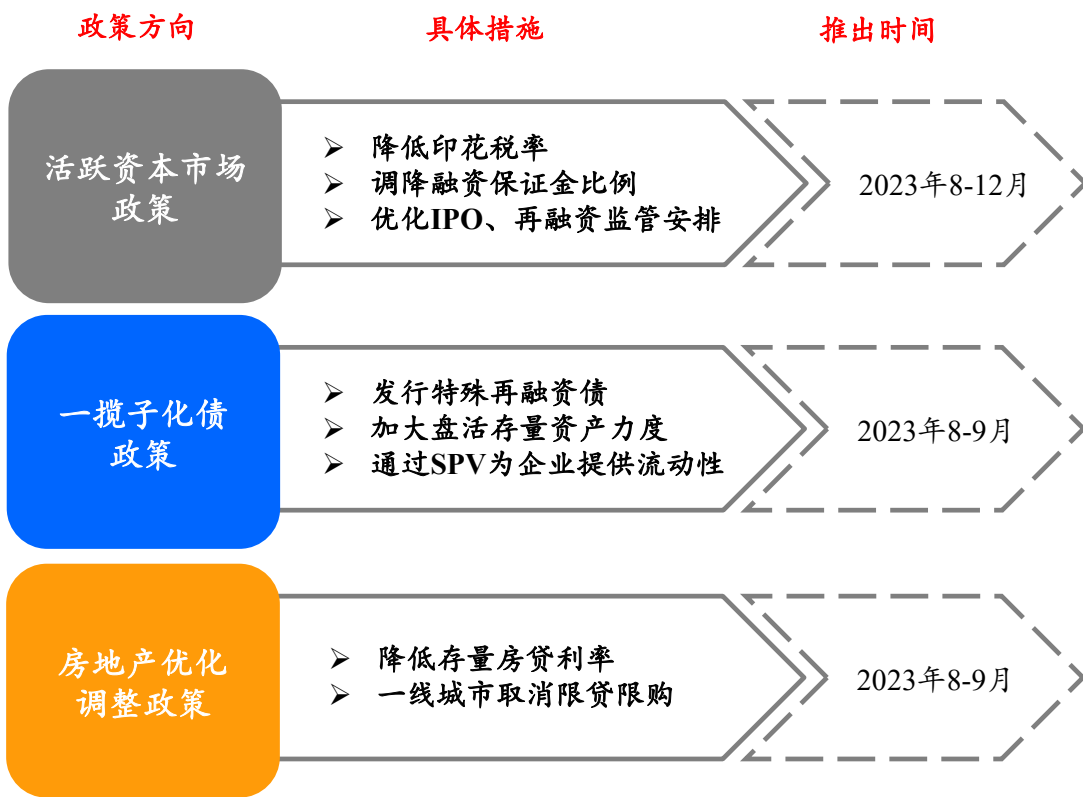 政策方向
具体措施
推出时间
活跃资本市场
政策
➢ 降低印花税率
➢ 调降融资保证金比例
➢ 优化IPO、再融资监管安排
2023年8-12月
一揽子化债
政策
➢ 发行特殊再融资债
➢ 加大盘活存量资产力度
➢ 通过SPV为企业提供流动性
2023年8-9月
房地产优化
调整政策
➢ 降低存量房贷利率
➢ 一线城市取消限贷限购
2023年8-9月